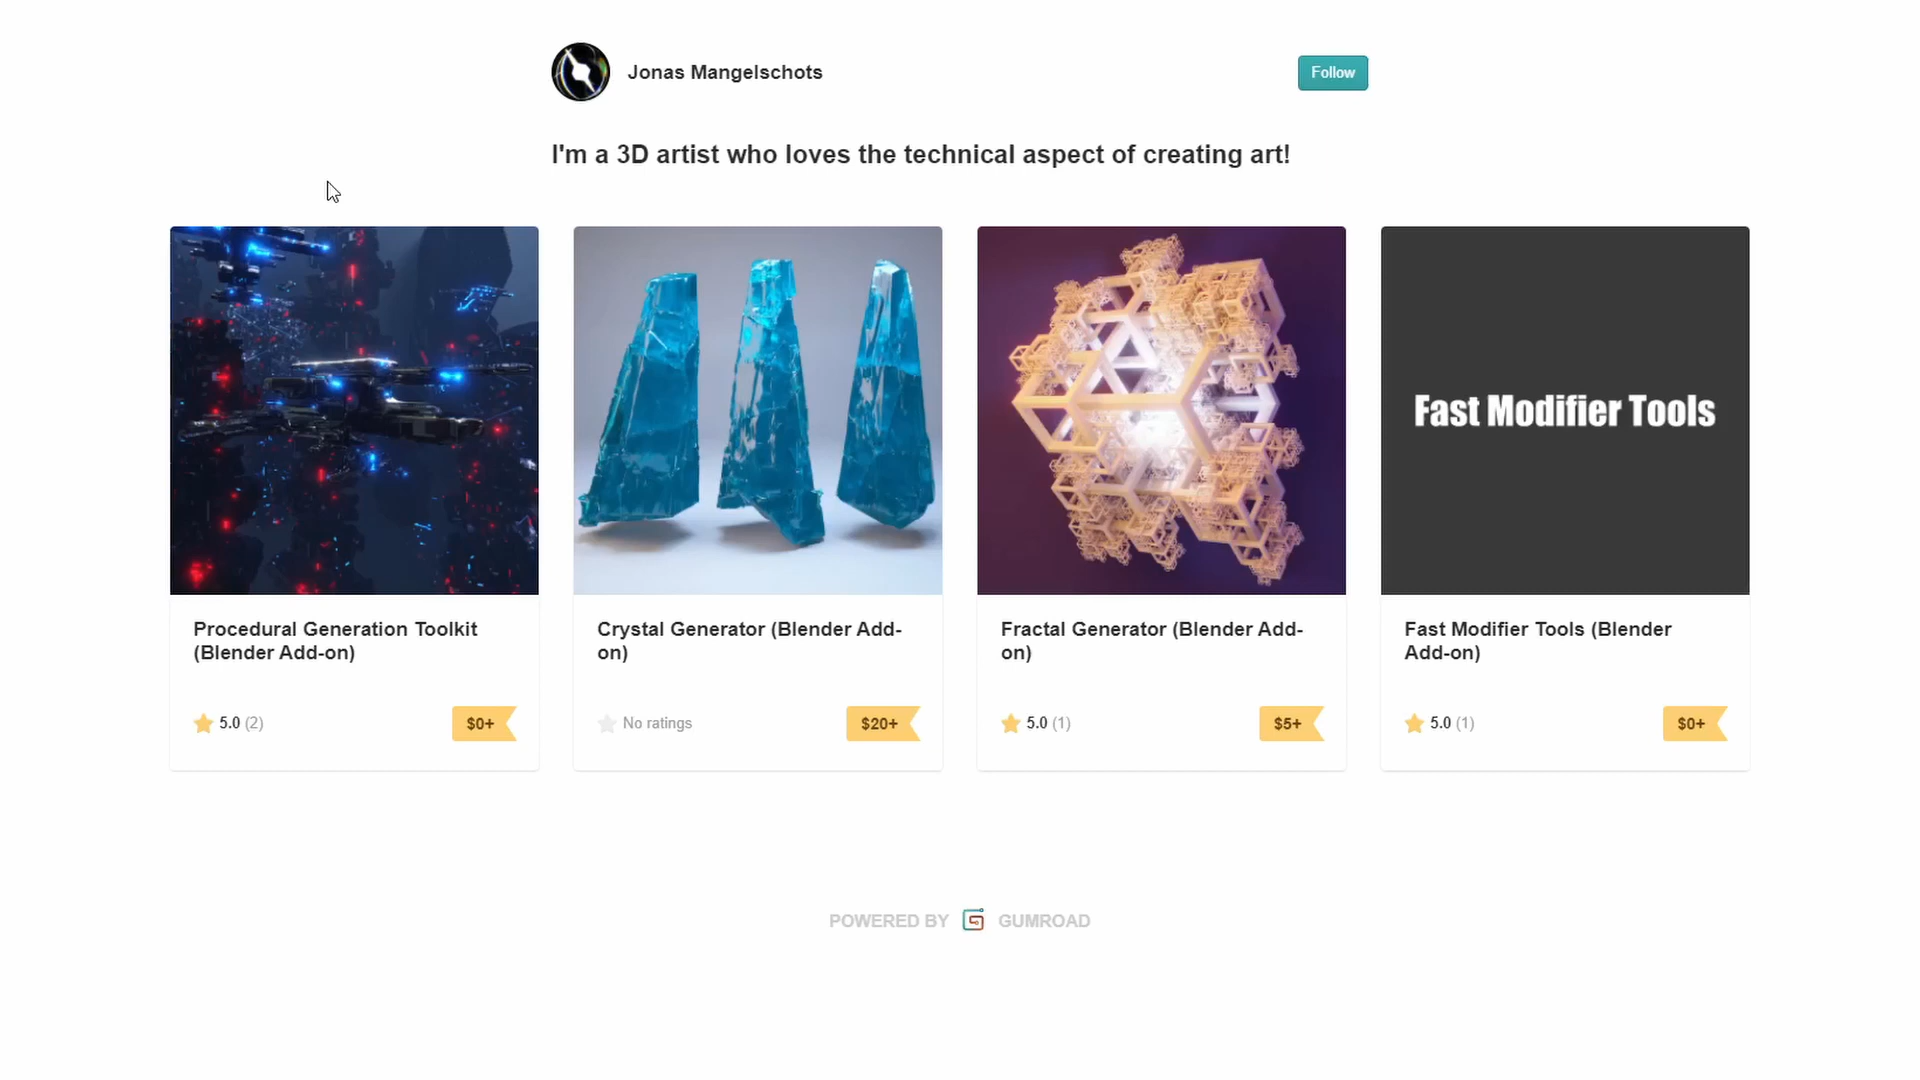 Jonas Mangelschots
Follow
I'm a 3D artist who loves the technical aspect of creating art!
Fast Modifier Tools
Procedural Generation Toolkit
(Blender Add-on)
5.0 (2)
$0+
Crystal Generator (Blender Add-
on)
No ratings
$20+
Fractal Generator (Blender Add-
on)
5.0 (1)
$5+
Fast Modifier Tools (Blender
Add-on)
5.0 (1)
$0+
POWERED BY GUMROAD